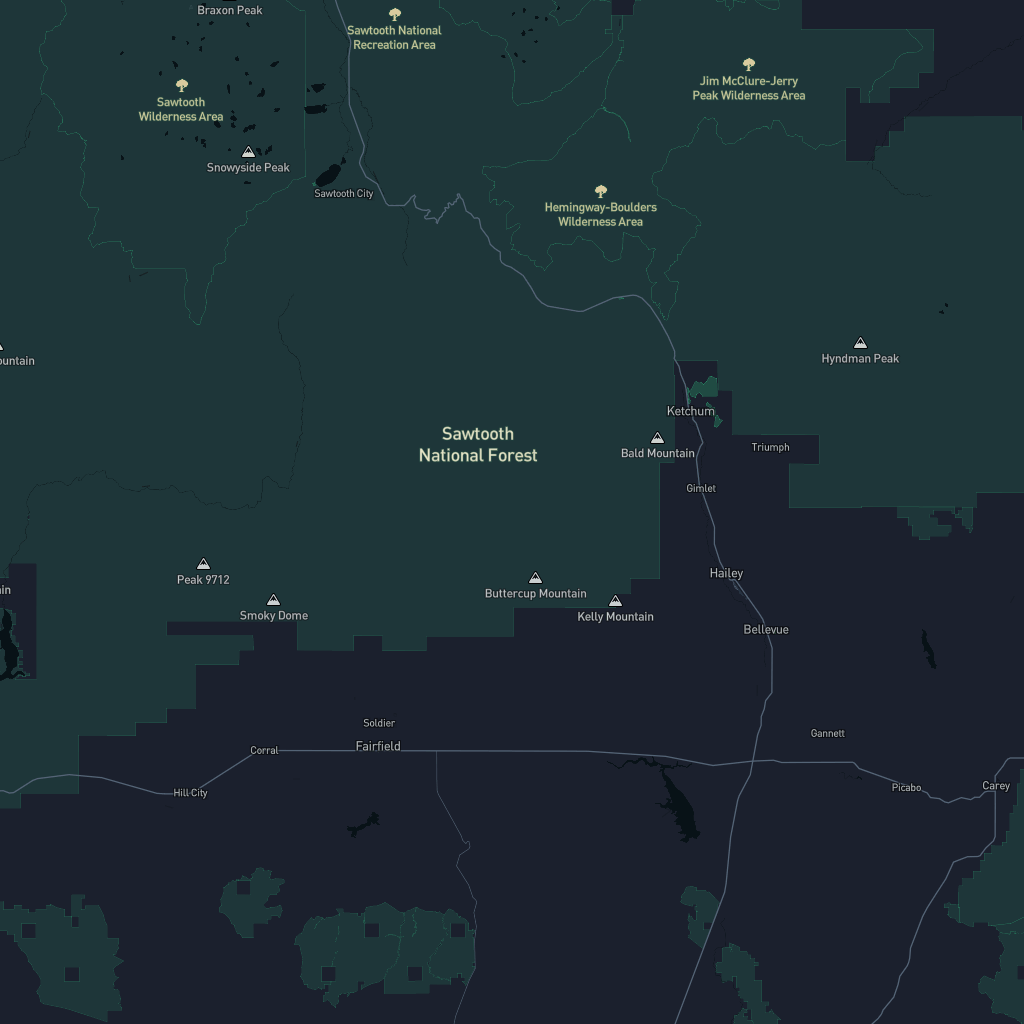 Braxon Peak
Sawtooth National
Recreation Area
Jim McClure-Jerry
Peak Wilderness Area
Sawtooth
Wilderness Area
Snowyside Peak
Sawtooth City
Hemingway-Boulders
Wilderness Area
ountain
Hyndman Peak
Ketchum
Sawtooth
National Forest
Bald Mountain
Triumph
Gimlet
Peak 9712
Hailey
in
Buttercup Mountain
Smoky Dome
Kelly Mountain
Bellevue
Soldier
Gannett
Corral
Fairfield
Hill City
Picabo
Carey